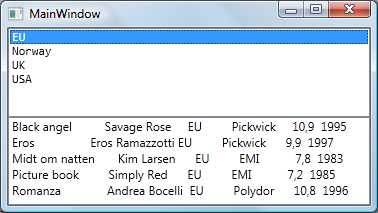 MainWindow
EU
Norway
UK
USA
Black angel Savage Rose EU Pickwick 10,9 1995
Eros Eros Ramazzotti EU Pickwick 9,9 1997
Midt om natten Kim Larsen EU EMI 7,8 1983
Picture book Simply Red EU EMI 7,2 1985
Romanza Andrea Bocelli EU Polydor 10,8 1996